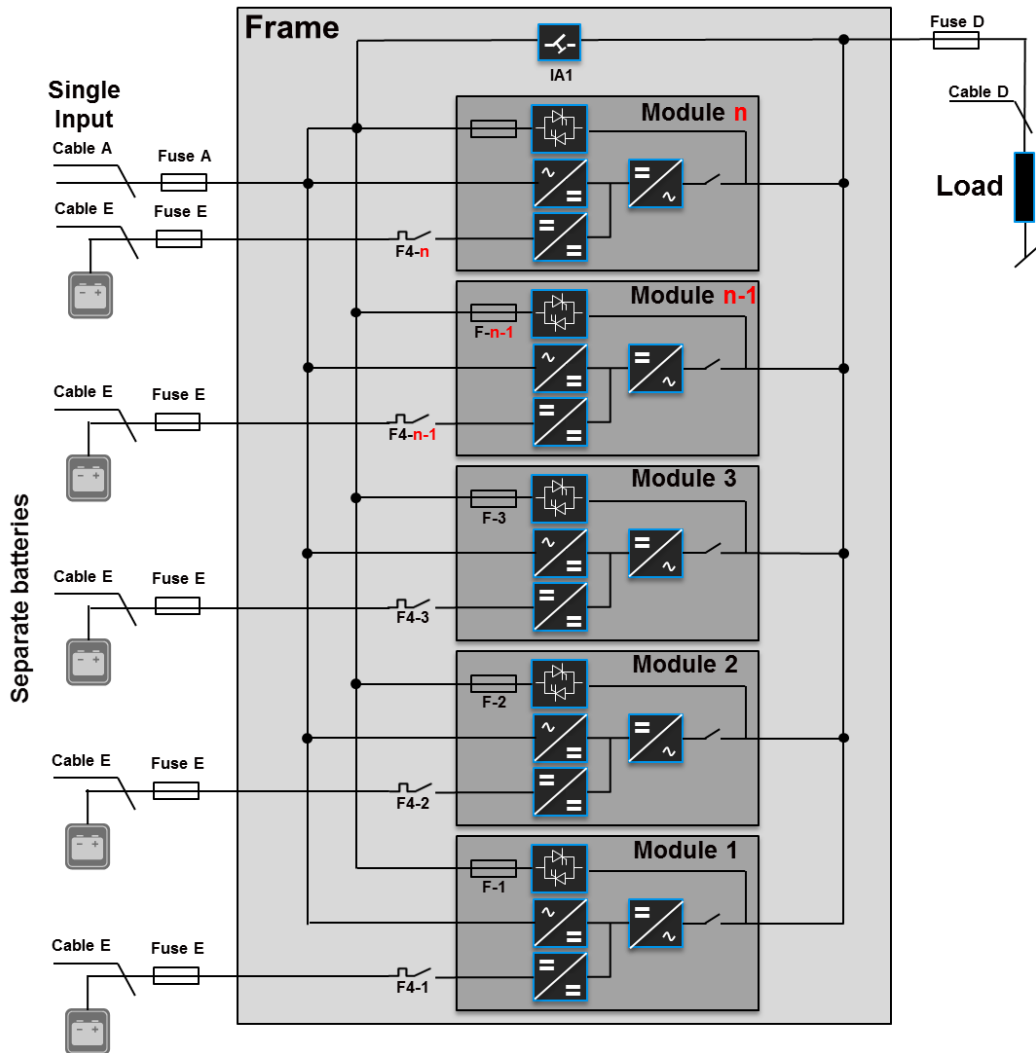 Frame
Fuse D
IA1
Cable D
Load
Single
Input
Cable A
Fuse A
Module n
Cable E
Fuse E
F4-n
Module n-1
F-n-1
Cable E
Fuse E
F4-n-1
Module 3
F-3
Cable E
Fuse E
F4-3
Separate batteries
Module 2
F-2
Cable E
Fuse E
F4-2
Module 1
F-1
Cable E
Fuse E
F4-1